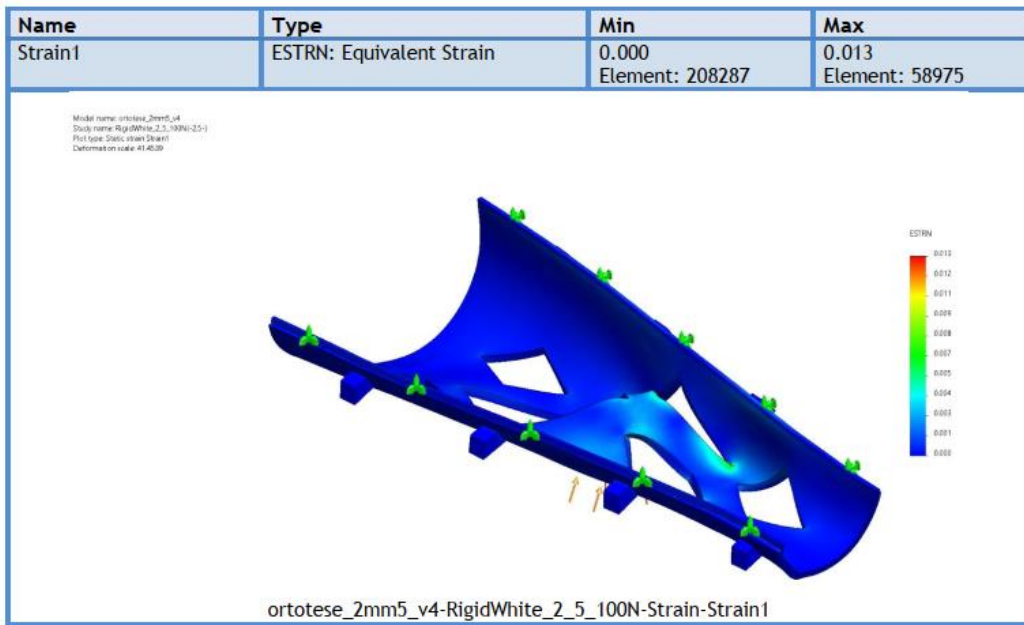 Name Type Min Max
Strain1 ESTRN: Equivalent Strain 0.000 0.013
Element: 208287 Element: 58975
Model name: ortotese_2mm5_v4
Study name: RigidWhite_2_5_100N(-2.5-)
Plot type: Static strain Strain1
Deformation scale: 41.4539
ESTRN
0.013
0.012
0.011
0.009
0.008
0.007
0.005
0.004
0.003
0.001
0.000
ortotese_2mm5_v4-RigidWhite_2_5_100N-Strain-Strain1